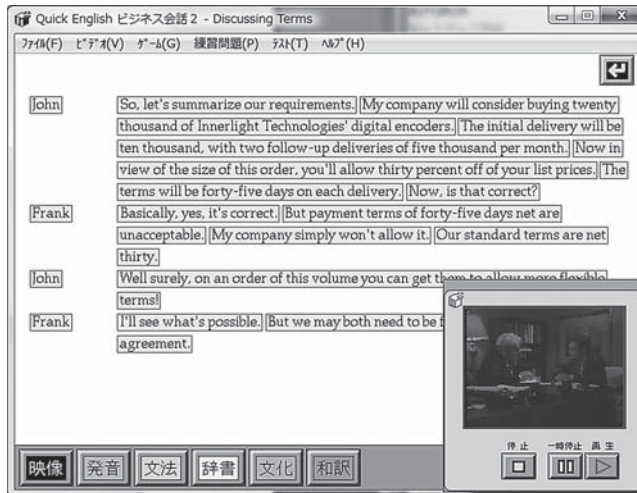 Quick English ビジネス会話2 - Discussing Terms
ファイル(F) ビデオ(V) ゲーム(G) 練習問題(P) テスト(T) ヘルプ(H)
John So, let's summarize our requirements. My company will consider buying twenty
thousand of Innerlight Technologies' digital encoders. The initial delivery will be
ten thousand, with two follow-up deliveries of five thousand per month. Now in
view of the size of this order, you'll allow thirty percent off of your list prices. The
terms will be forty-five days on each delivery. Now, is that correct?
Frank Basically, yes, it's correct. But payment terms of forty-five days net are
unacceptable. My company simply won't allow it. Our standard terms are net
thirty.
John Well surely, on an order of this volume you can get them to allow more flexible
terms!
Frank I'll see what's possible. But we may both need to be
agreement.
停止 一時停止 再生
映像 発音 文法 辞書 文化 和訳